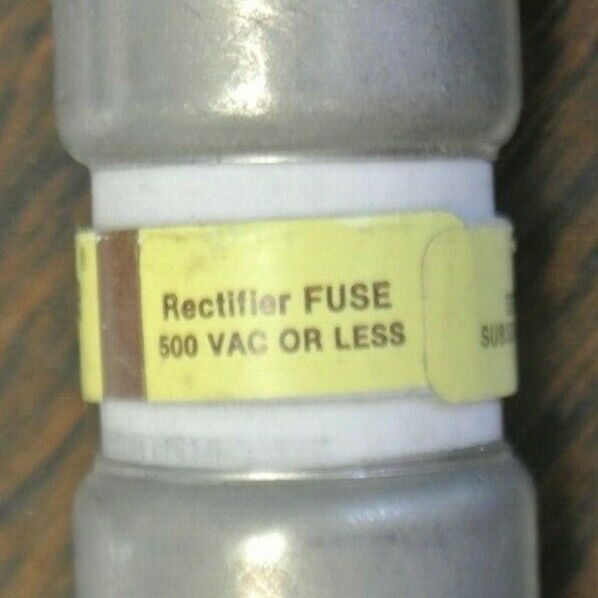 Rectifier FUSE
500 VAC OR LESS